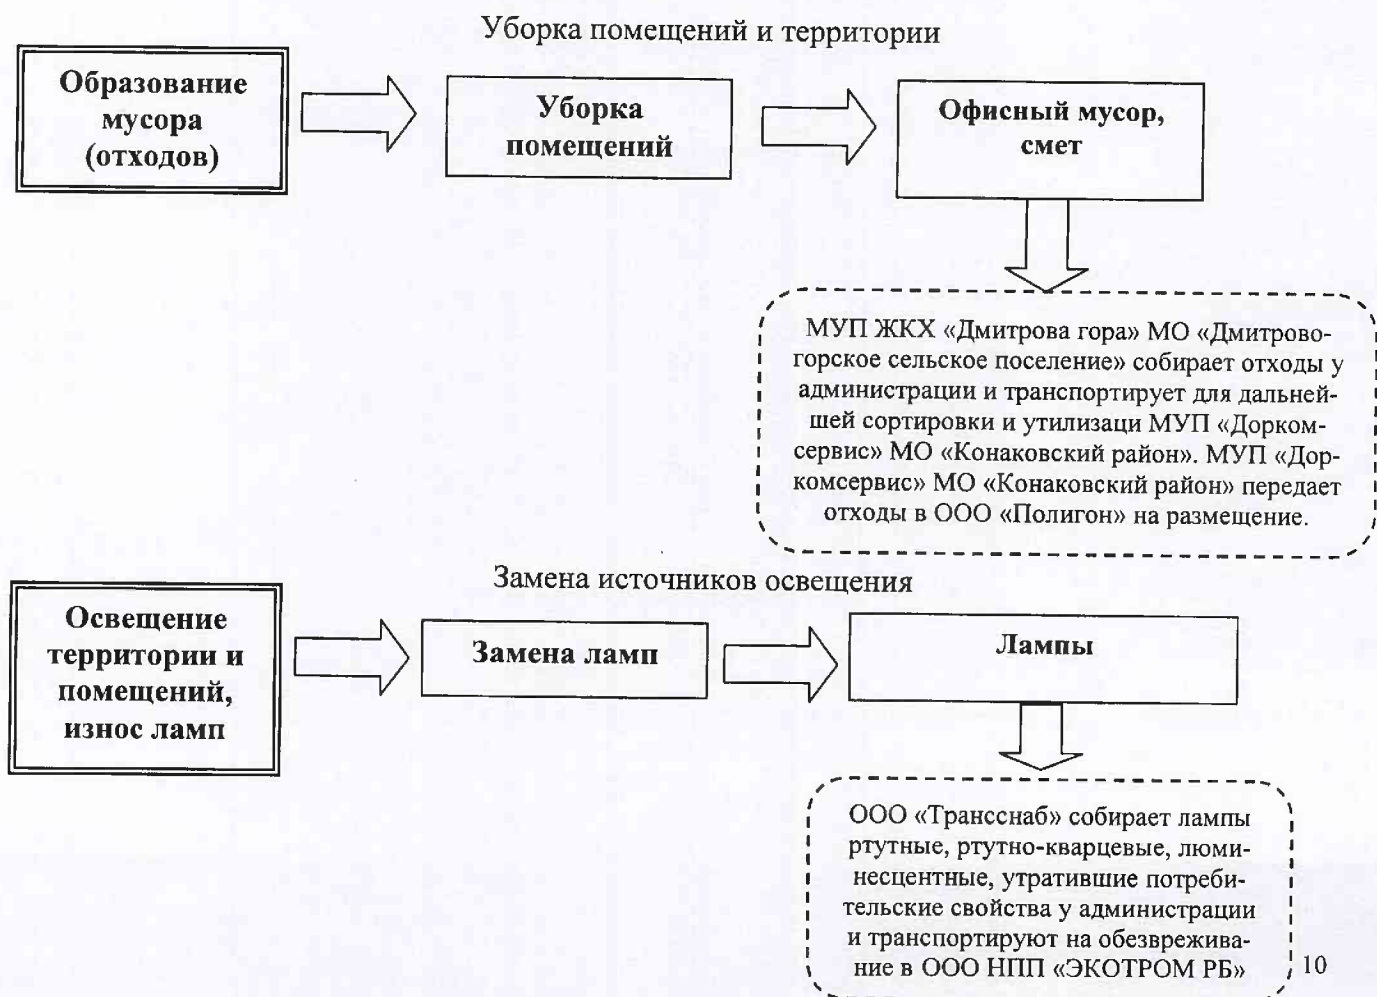 Уборка помещений и территории
Образование
мусора
(отходов)
Уборка
помещений
Офисный мусор,
смет
МУП ЖКХ «Дмитрова гора» МО «Дмитрово-
горское сельское поселение» собирает отходы у
администрации и транспортирует для дальней-
шей сортировки и утилизаци МУП «Дорком-
сервис» МО «Конаковский район». МУП «Дор-
комсервис» МО «Конаковский район» передает
отходы в ООО «Полигон» на размещение.
Замена источников освещения
Освещение
территории и
помещений,
износ ламп
Замена ламп
Лампы
ООО «Трансснаб» собирает лампы
ртутные, ртутно-кварцевые, люми-
несцентные, утратившие потреби-
тельские свойства у администрации
и транспортируют на обезврежива-
ние в ООО НПП «ЭКОТРОМ РБ»
10